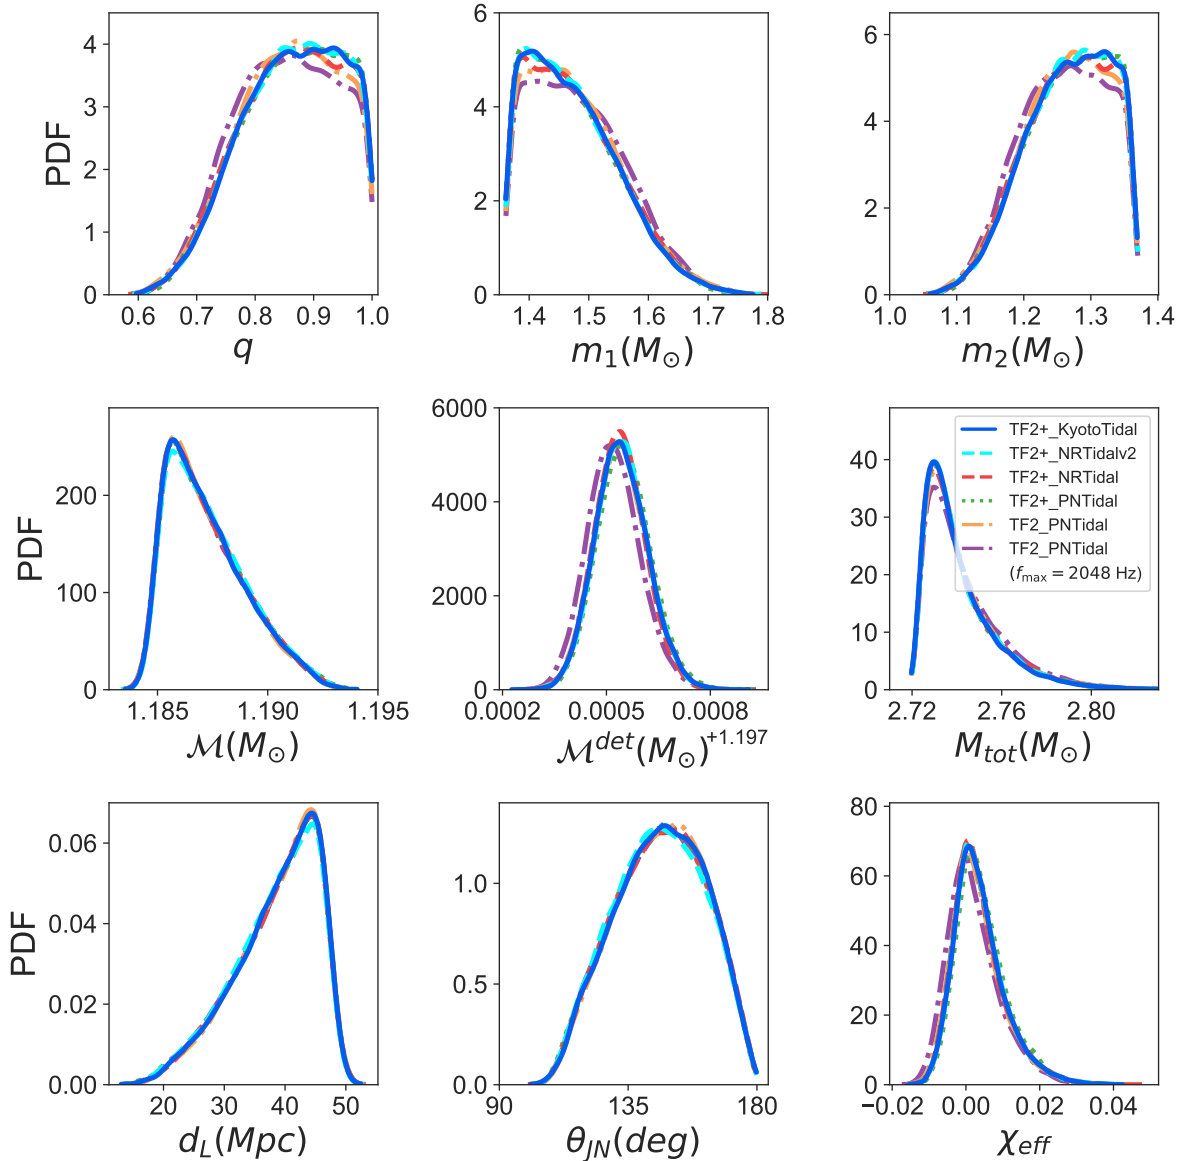 PDF
4
3
2
1
0
0.6 0.7 0.8 0.9 1.0
q
6
4
2
0
1.4 1.5 1.6 1.7 1.8
m1(M⊙)
6
4
2
0
1.0 1.1 1.2 1.3 1.4
m2(M⊙)
PDF
200
100
0
1.185 1.190 1.195
ℳ(M⊙)
6000
4000
2000
0
0.0002 0.0005 0.0008
ℳ^det(M⊙)^+1.197
40
30
20
10
0
2.72 2.76 2.80
M_tot(M⊙)
TF2+_KyotoTidal
TF2+_NRTidalv2
TF2+_NRTidal
TF2+_PNTidal
TF2_PNTidal
TF2_PNTidal
(f_max = 2048 Hz)
PDF
0.06
0.04
0.02
0.00
20 30 40 50
d_L(Mpc)
1.0
0.5
0.0
90 135 180
θ_JN(deg)
80
60
40
20
0
−0.02 0.00 0.02 0.04
χ_eff